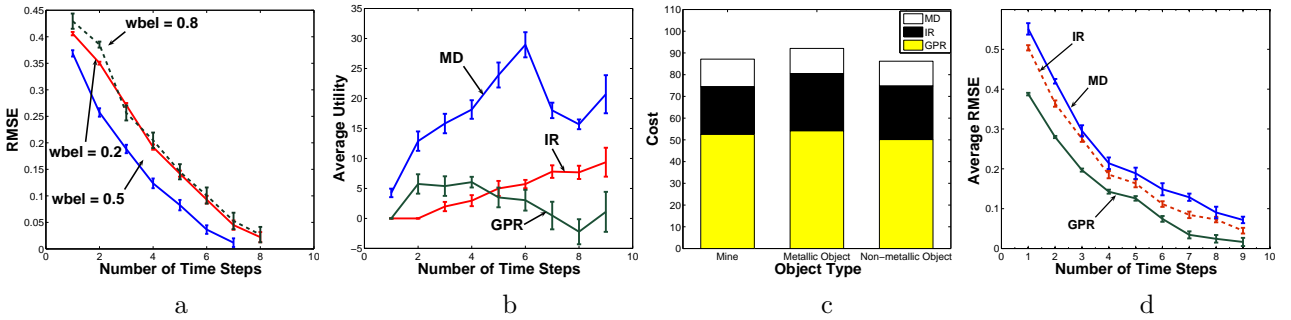 0.45
0.4
0.35
0.3
0.25
0.2
0.15
0.1
0.05
0
RMSE
wbel = 0.8
wbel = 0.2
wbel = 0.5
0 2 4 6 8 10
Number of Time Steps
a
35
30
25
20
15
10
5
0
−5
Average Utility
MD
IR
GPR
0 2 4 6 8 10
Number of Time Steps
b
110
100
90
80
70
60
50
40
30
20
10
0
Cost
MD
IR
GPR
Mine Metallic Object Non−metallic Object
Object Type
c
0.5
0.4
0.3
0.2
0.1
0
Average RMSE
IR
MD
GPR
0 1 2 3 4 5 6 7 8 9 10
Number of Time Steps
d